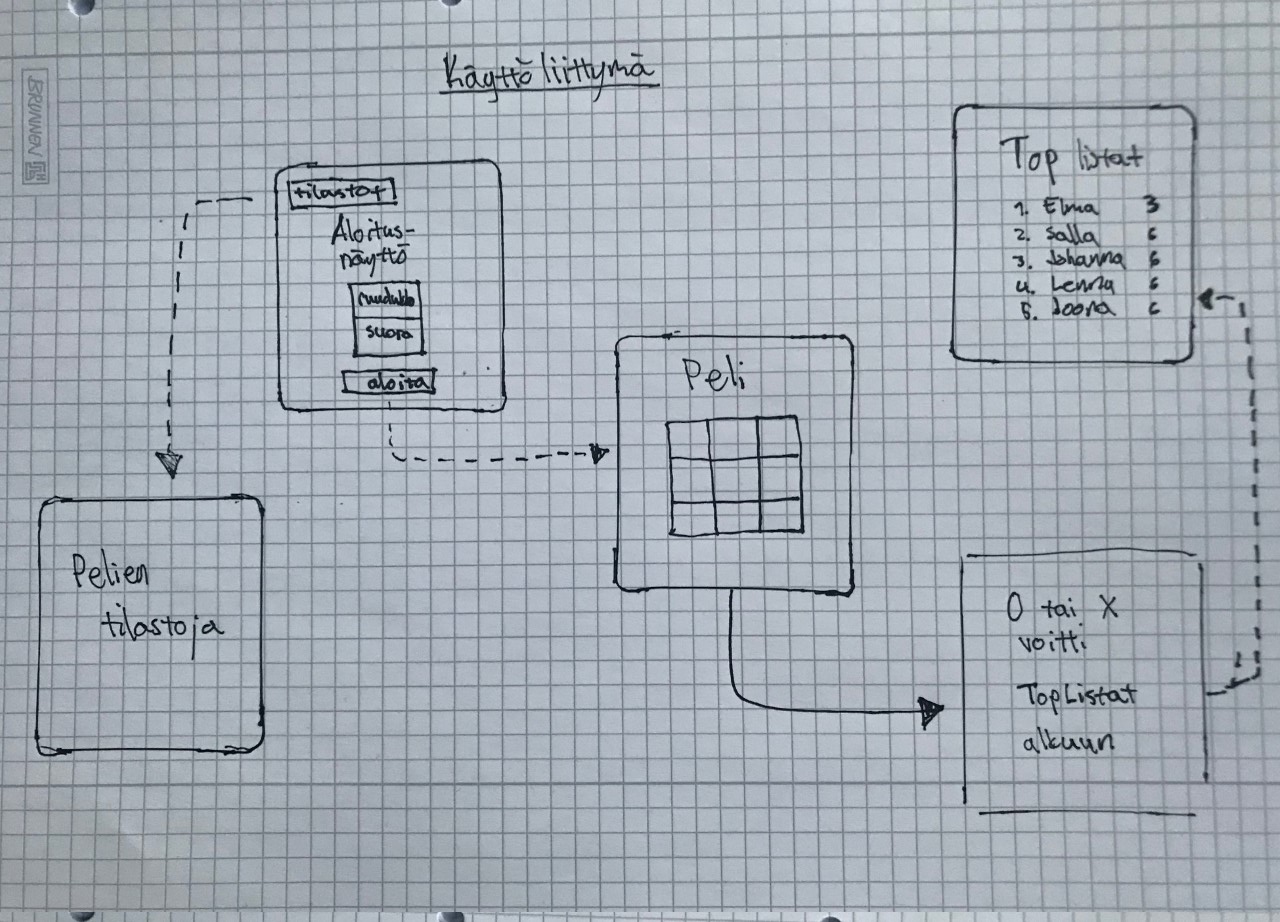 Käyttöliittymä
BRUNNEN
tilastot
Aloitus-
näyttö
ruudukko
suora
aloita
Pelien
tilastoja
Peli
Top listat
1. Elma 3
2. Salla 6
3. Johanna 6
4. Lenna 6
5. Joona 6
O tai X
voitti
TopListat
alkuun